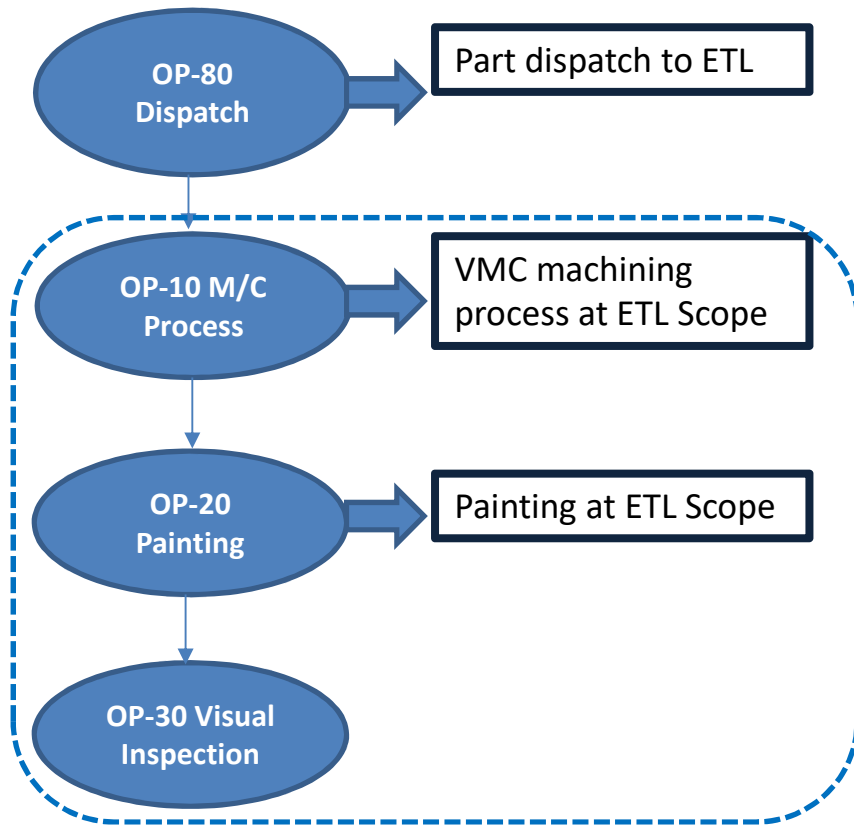 OP-80
Dispatch
Part dispatch to ETL
OP-10 M/C
Process
VMC machining
process at ETL Scope
OP-20
Painting
Painting at ETL Scope
OP-30 Visual
Inspection